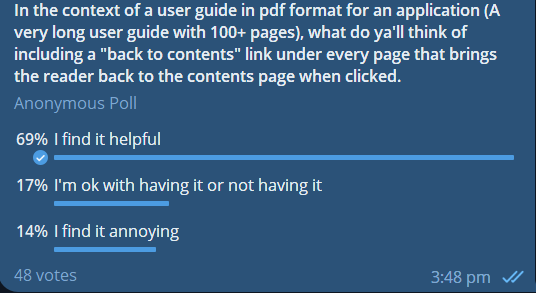 In the context of a user guide in pdf format for an application (A
very long user guide with 100+ pages), what do ya'll think of
including a "back to contents" link under every page that brings
the reader back to the contents page when clicked.
Anonymous Poll
69% I find it helpful
17% I'm ok with having it or not having it
14% I find it annoying
48 votes
3:48 pm